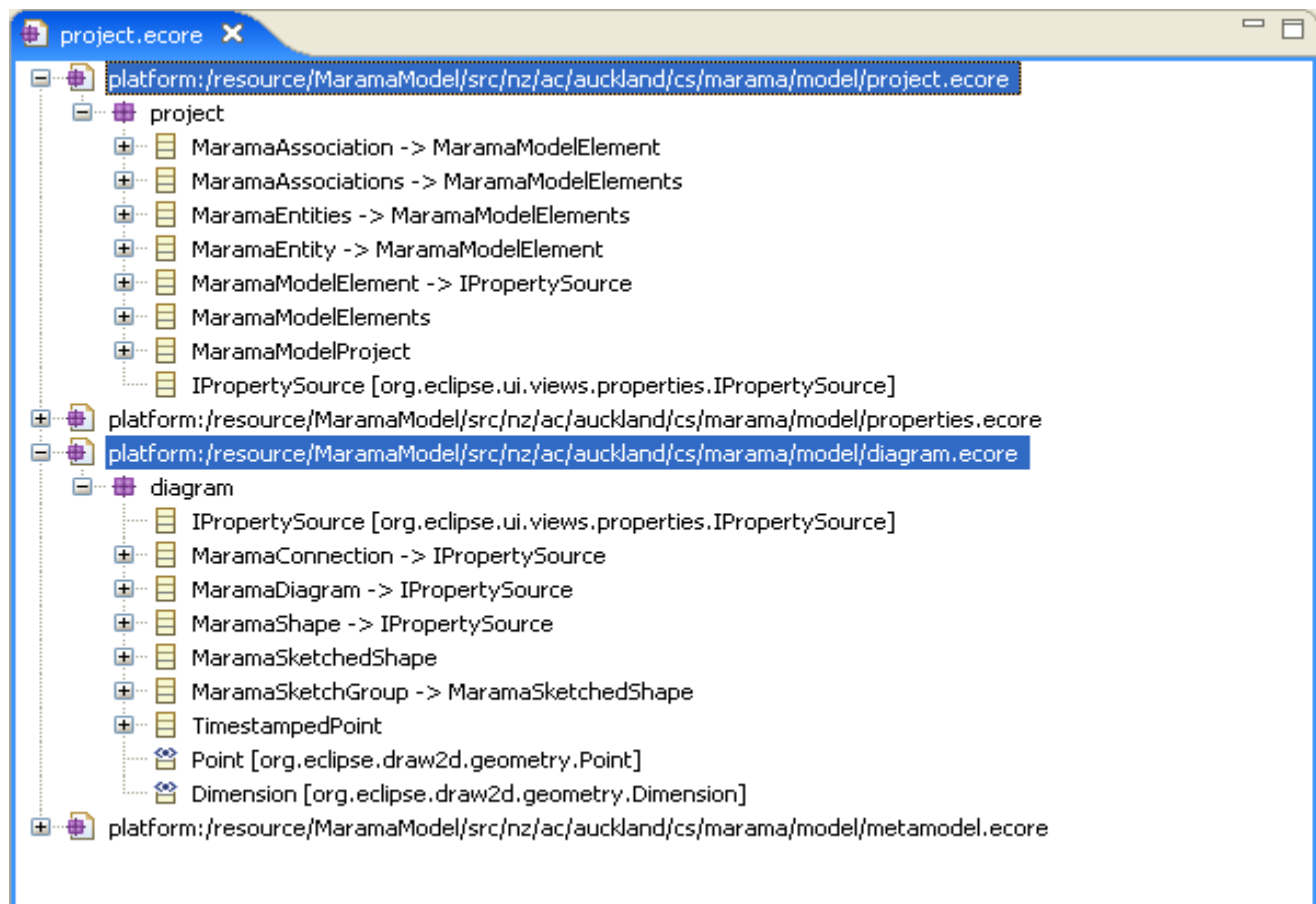 project.ecore
platform:/resource/MaramaModel/src/nz/ac/auckland/cs/marama/model/project.ecore
project
MaramaAssociation -> MaramaModelElement
MaramaAssociations -> MaramaModelElements
MaramaEntities -> MaramaModelElements
MaramaEntity -> MaramaModelElement
MaramaModelElement -> IPropertySource
MaramaModelElements
MaramaModelProject
IPropertySource [org.eclipse.ui.views.properties.IPropertySource]
platform:/resource/MaramaModel/src/nz/ac/auckland/cs/marama/model/properties.ecore
platform:/resource/MaramaModel/src/nz/ac/auckland/cs/marama/model/diagram.ecore
diagram
IPropertySource [org.eclipse.ui.views.properties.IPropertySource]
MaramaConnection -> IPropertySource
MaramaDiagram -> IPropertySource
MaramaShape -> IPropertySource
MaramaSketchedShape
MaramaSketchGroup -> MaramaSketchedShape
TimestampedPoint
Point [org.eclipse.draw2d.geometry.Point]
Dimension [org.eclipse.draw2d.geometry.Dimension]
platform:/resource/MaramaModel/src/nz/ac/auckland/cs/marama/model/metamodel.ecore